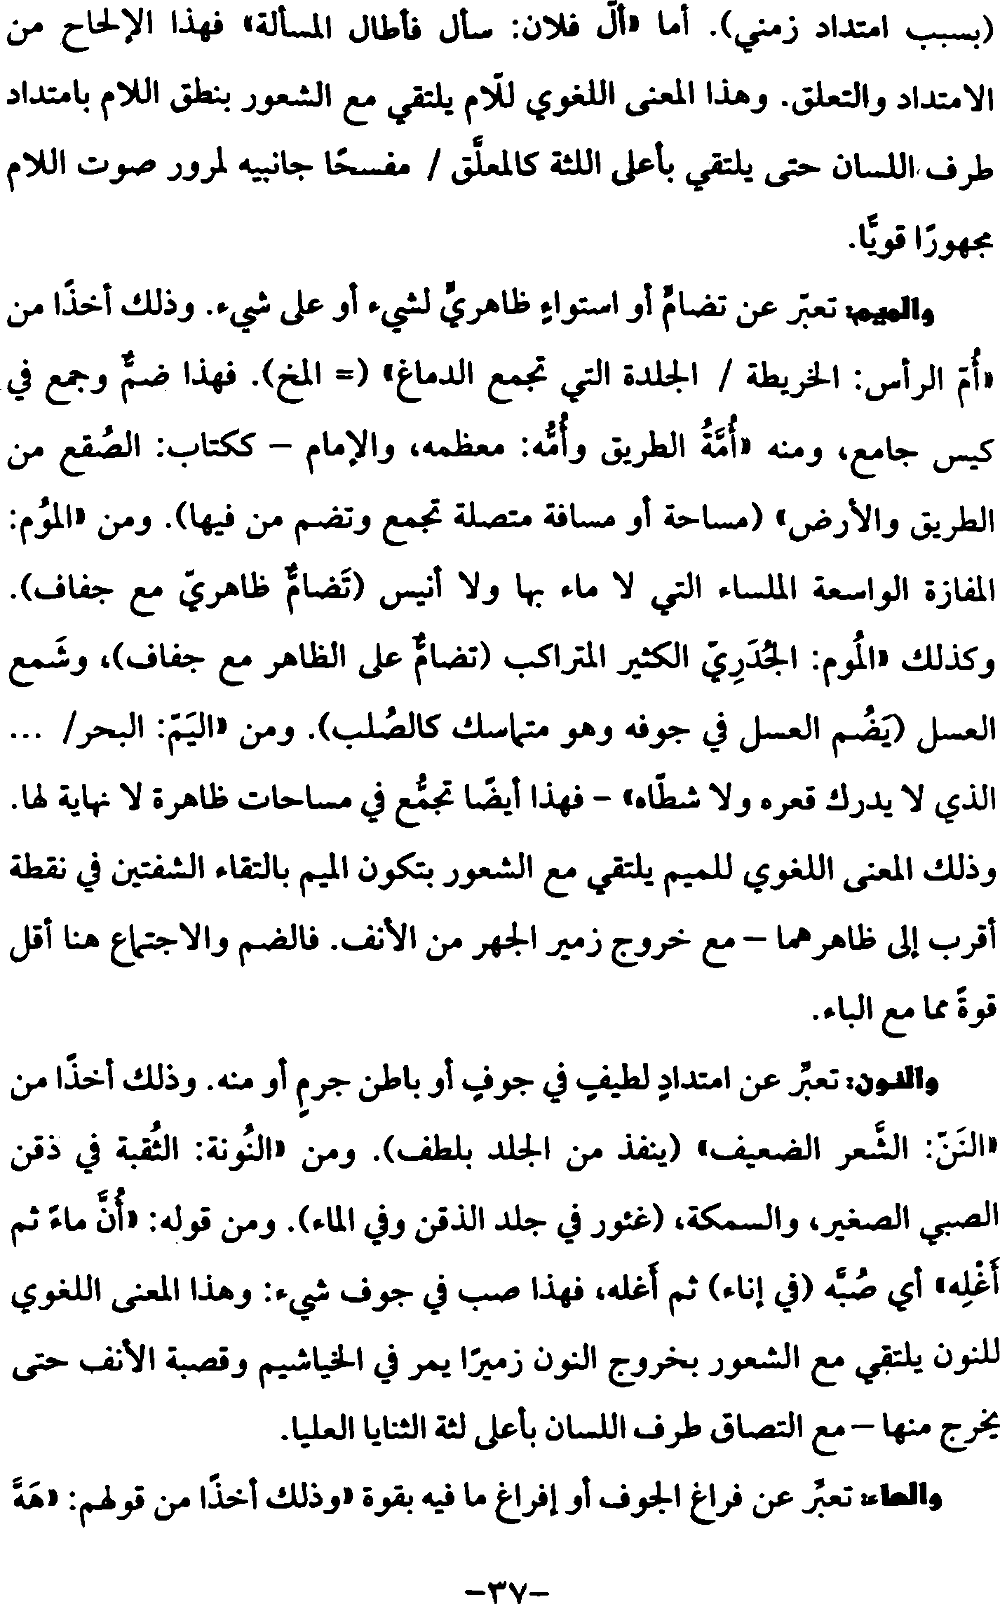 (بسبب امتداد زمني). أما «ألّ فلان: سأل فأطال المسألة» فهذا الإلحاح من
الامتداد والتعلق. وهذا المعنى اللغوي للّام يلتقي مع الشعور بنطق اللام بامتداد
طرف اللسان حتى يلتقي بأعلى اللثة كالمعلَّق / مفسحًا جانبيه لمرور صوت اللام
مجهورًا قويًّا.
والميم: تعبّر عن تضامٍّ أو استواءٍ ظاهريٍّ لشيء أو على شيء. وذلك أخذًا من
«أُمّ الرأس: الخريطة / الجلدة التي تجمع الدماغ» (= المخ). فهذا ضمٌّ وجمع في
كيس جامع، ومنه «أُمَّةُ الطريق وأُمُّه: معظمه، والإمام – ككتاب: الصُقع من
الطريق والأرض» (مساحة أو مسافة متصلة تجمع وتضم من فيها). ومن «الموُم:
المفازة الواسعة الملساء التي لا ماء بها ولا أنيس (تَضامٌّ ظاهريّ مع جفاف).
وكذلك «المُوم: الجُدَرِيّ الكثير المتراكب (تضامٌّ على الظاهر مع جفاف)، وشَمع
العسل (يَضُم العسل في جوفه وهو متماسك كالصُلب). ومن «اليَمّ: البحر/ ...
الذي لا يدرك قعره ولا شطّاه» – فهذا أيضًا تجمُّع في مساحات ظاهرة لا نهاية لها.
وذلك المعنى اللغوي للميم يلتقي مع الشعور بتكون الميم بالتقاء الشفتين في نقطة
أقرب إلى ظاهرهما – مع خروج زمير الجهر من الأنف. فالضم والاجتماع هنا أقل
قوةً مما مع الباء.
والنون: تعبِّر عن امتدادٍ لطيفٍ في جوفٍ أو باطن جرمٍ أو منه. وذلك أخذًا من
«النَنّ: الشَّعر الضعيف» (ينفذ من الجلد بلطف). ومن «النُونة: الثُقبة في ذقن
الصبي الصغير، والسمكة، (غئور في جلد الذقن وفي الماء). ومن قوله: «أُنَّ ماءً ثم
أَغْلِه» أي صُبَّه (في إناء) ثم أَغله، فهذا صب في جوف شيء: وهذا المعنى اللغوي
للنون يلتقي مع الشعور بخروج النون زميرًا يمر في الخياشيم وقصبة الأنف حتى
يخرج منها – مع التصاق طرف اللسان بأعلى لثة الثنايا العليا.
والهاء: تعبِّر عن فراغ الجوف أو إفراغ ما فيه بقوة «وذلك أخذًا من قولهم: «هَهَّ
-٣٧-